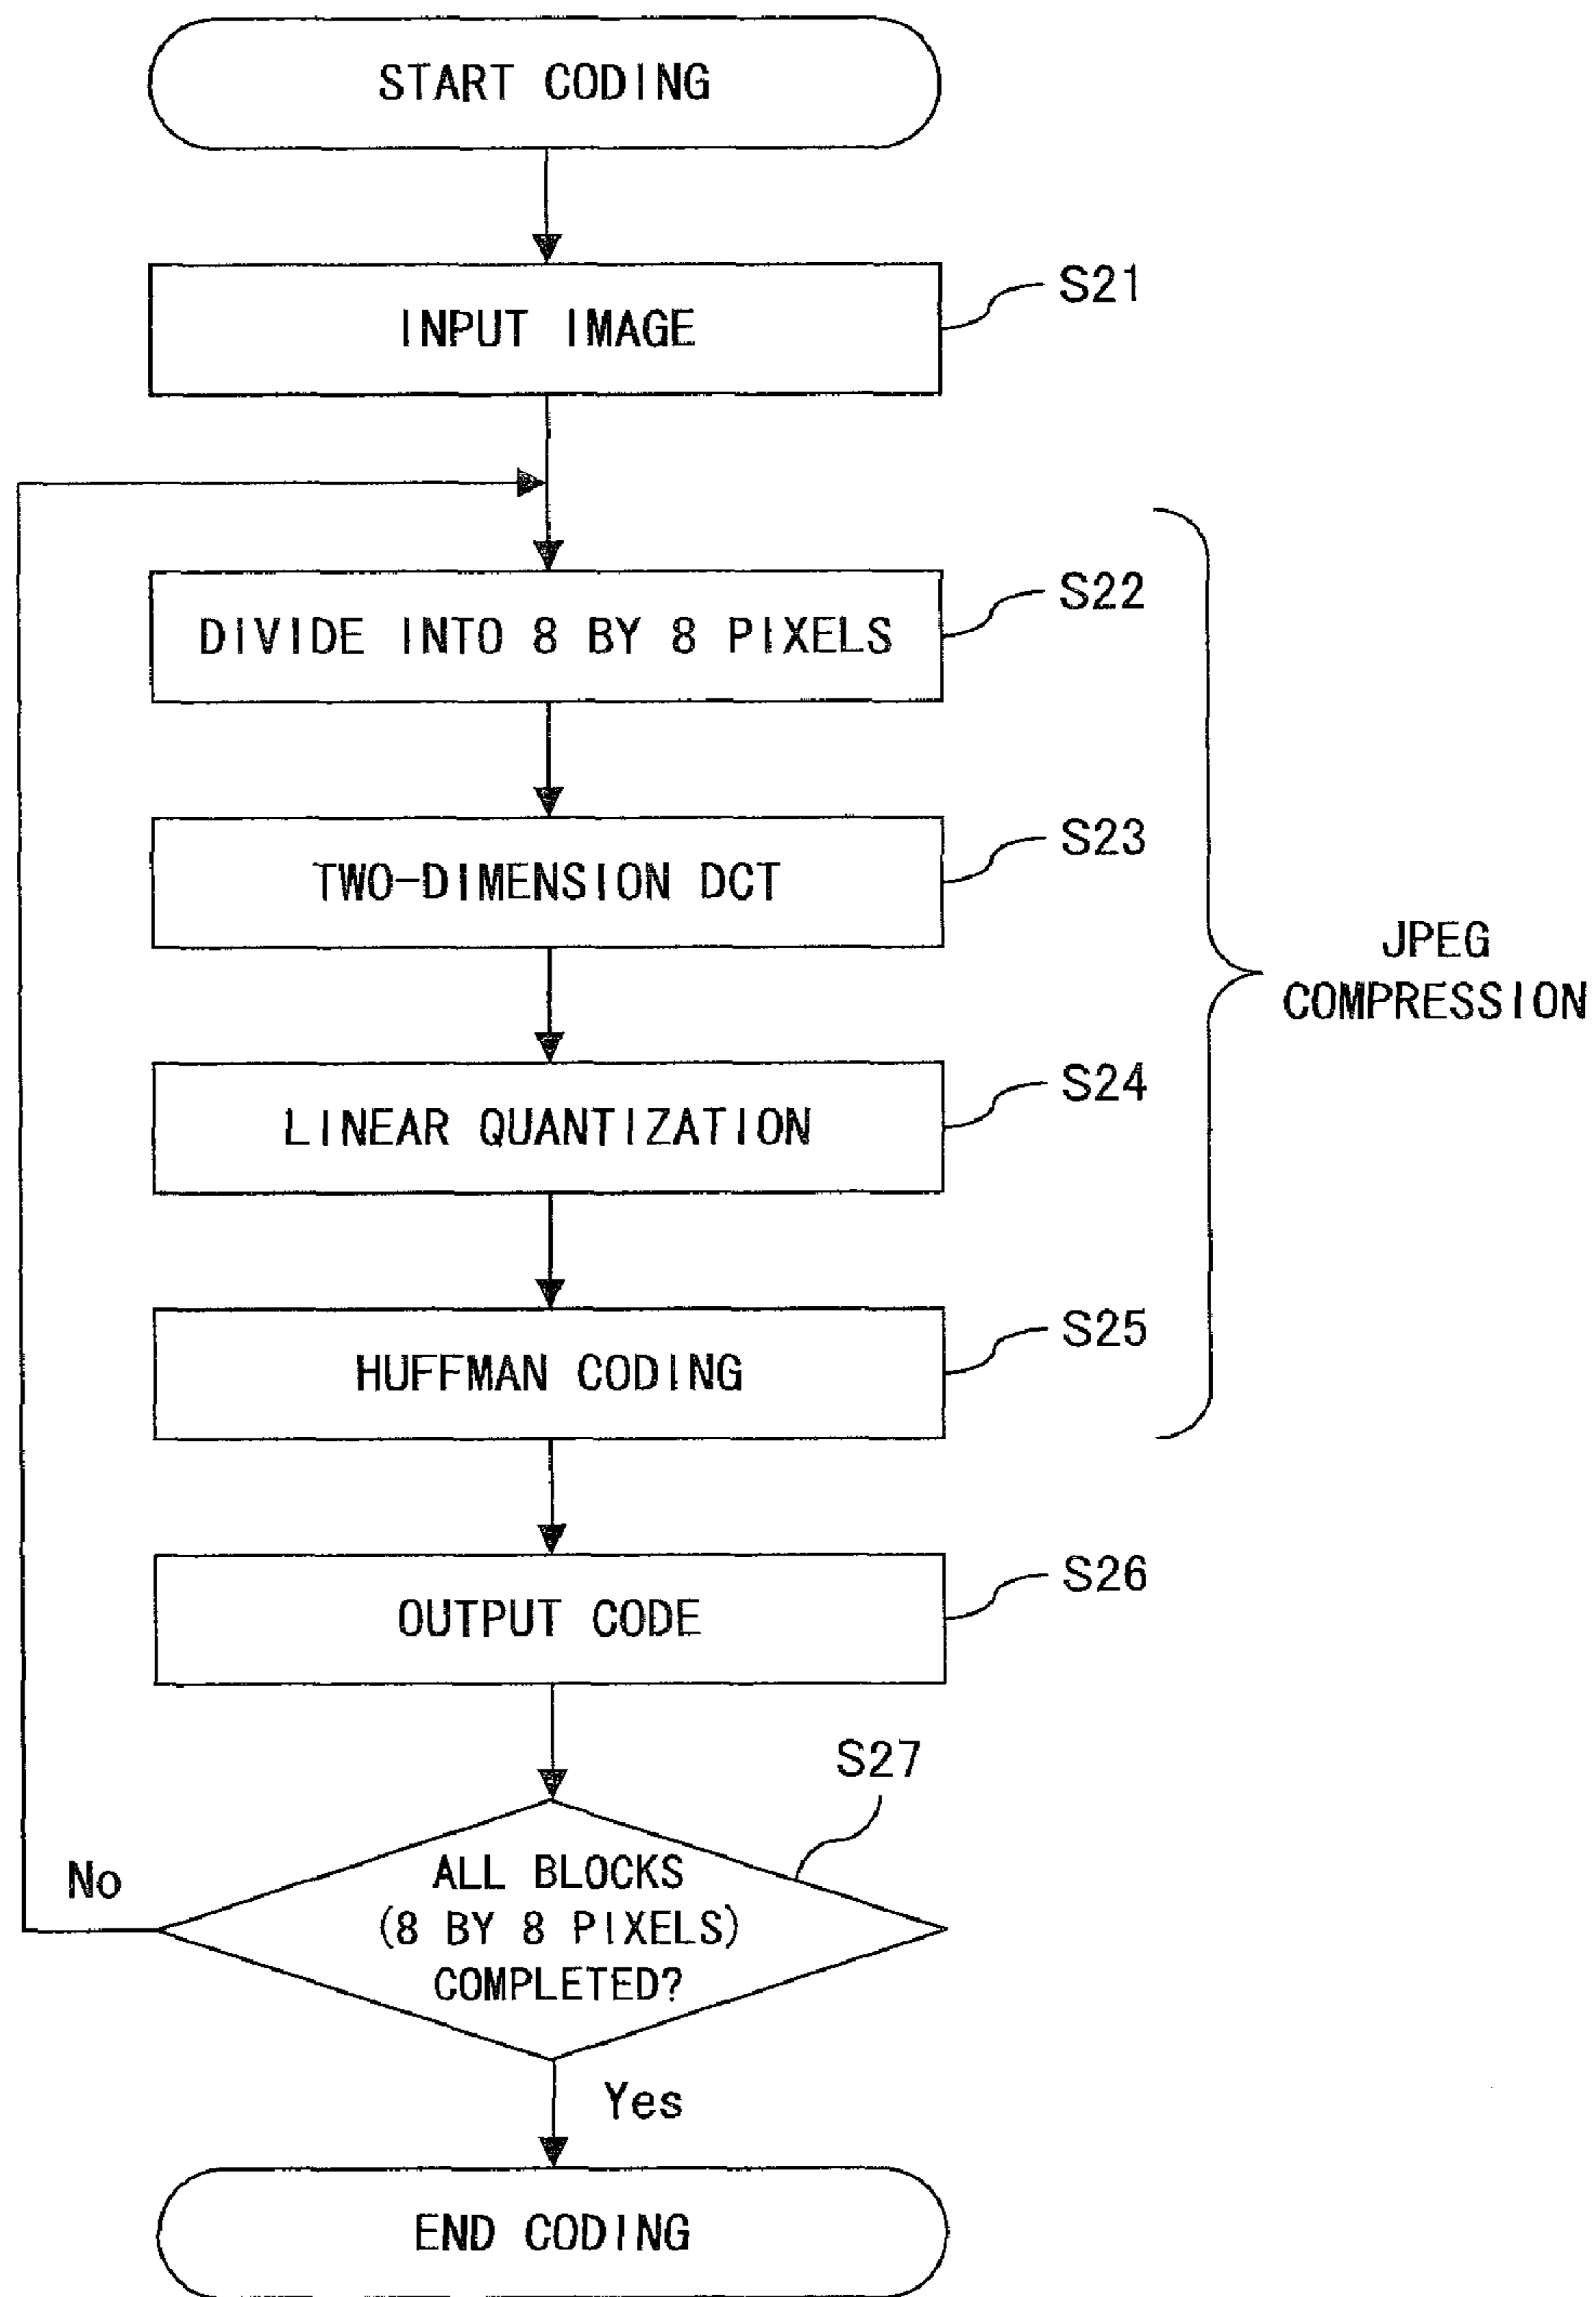 START CODING
INPUT IMAGE
S21
DIVIDE INTO 8 BY 8 PIXELS
S22
TWO-DIMENSION DCT
S23
JPEG
COMPRESSION
LINEAR QUANTIZATION
S24
HUFFMAN CODING
S25
OUTPUT CODE
S26
S27
No
ALL BLOCKS
(8 BY 8 PIXELS)
COMPLETED?
Yes
END CODING